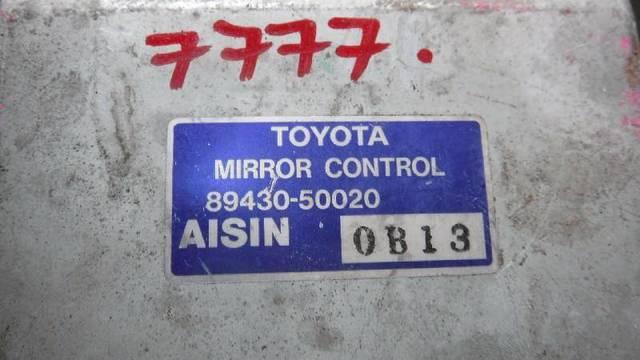 7777.
TOYOTA
MIRROR CONTROL
89430-50020
AISIN 0B13